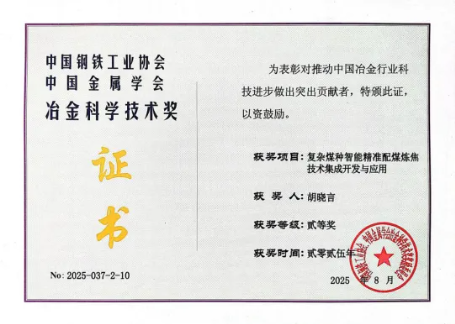 中国钢铁工业协会
中国金属学会
冶金科学技术奖
证
书
No: 2025-037-2-10
为表彰对推动中国冶金行业科
技进步做出突出贡献者，特颁此证，
以资鼓励。
获奖项目：复杂煤种智能精准配煤炼焦
技术集成开发与应用
获奖人：胡晓言
获奖等级：贰等奖
获奖时间：贰零贰伍年
2025年8月